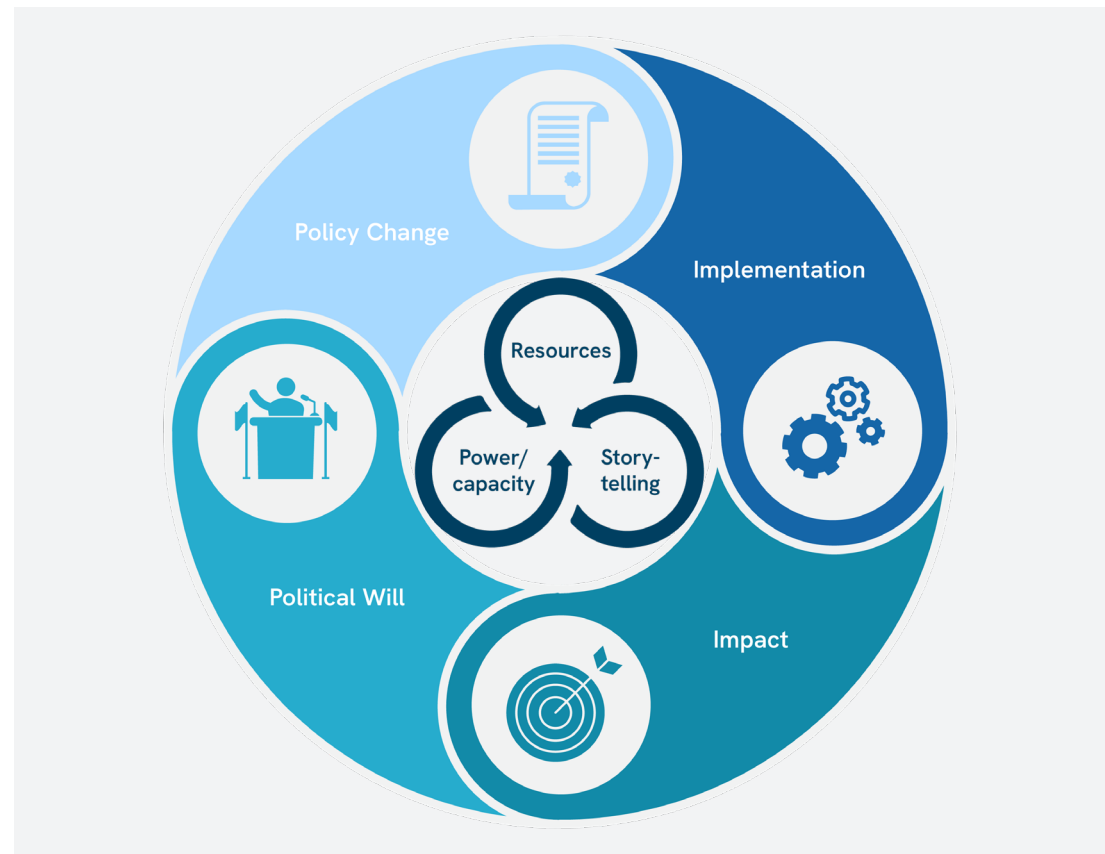 Policy Change
Implementation
Resources
Power/
capacity
Story-
telling
Political Will
Impact